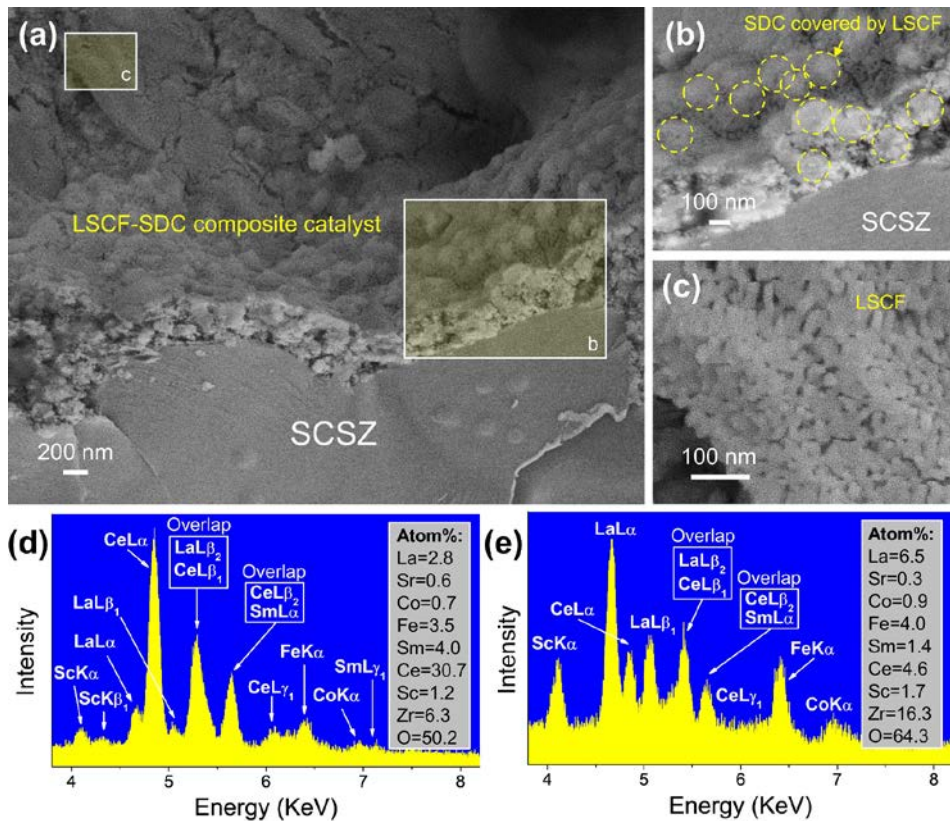 (a)
c
LSCF-SDC composite catalyst
b
SCSZ
200 nm
(b)
SDC covered by LSCF
100 nm
SCSZ
(c)
LSCF
100 nm
(d)
CeLα
Overlap
LaLβ2
CeLβ1
Overlap
CeLβ2
SmLα
LaLβ1
LaLα
ScKα
ScKβ1
CeLγ1
FeKα
CoKα
SmLγ1
Atom%:
La=2.8
Sr=0.6
Co=0.7
Fe=3.5
Sm=4.0
Ce=30.7
Sc=1.2
Zr=6.3
O=50.2
Intensity
4 5 6 7 8
Energy (KeV)
(e)
LaLα
Overlap
LaLβ2
CeLβ1
Overlap
CeLβ2
SmLα
CeLα
LaLβ1
ScKα
CeLγ1
FeKα
CoKα
Atom%:
La=6.5
Sr=0.3
Co=0.9
Fe=4.0
Sm=1.4
Ce=4.6
Sc=1.7
Zr=16.3
O=64.3
Intensity
4 5 6 7 8
Energy (KeV)